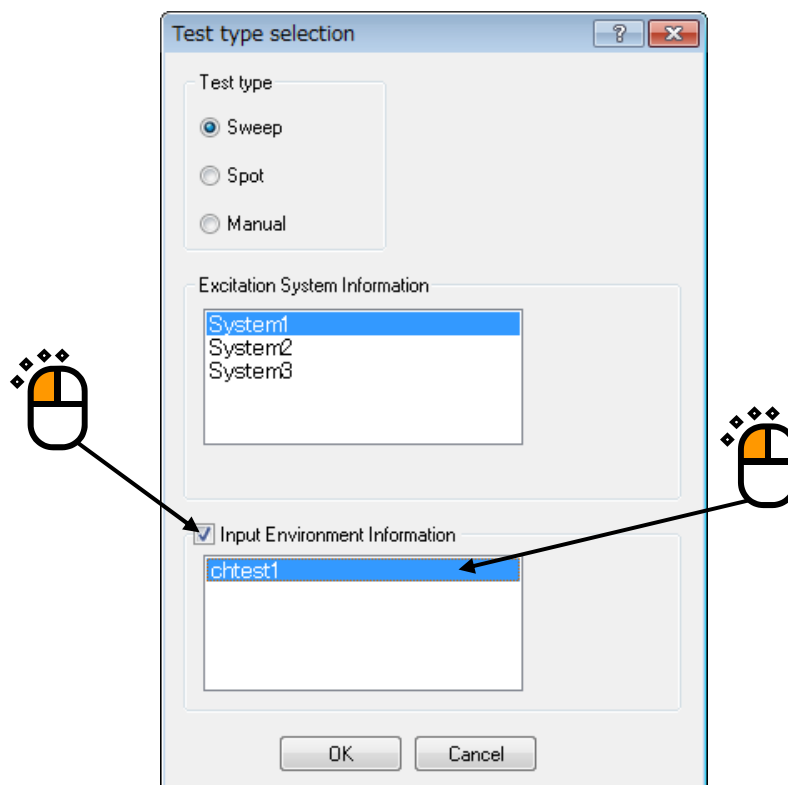 Test type selection
Test type
Sweep
Spot
Manual
Excitation System Information
System1
System2
System3
Input Environment Information
chtest1
OK
Cancel